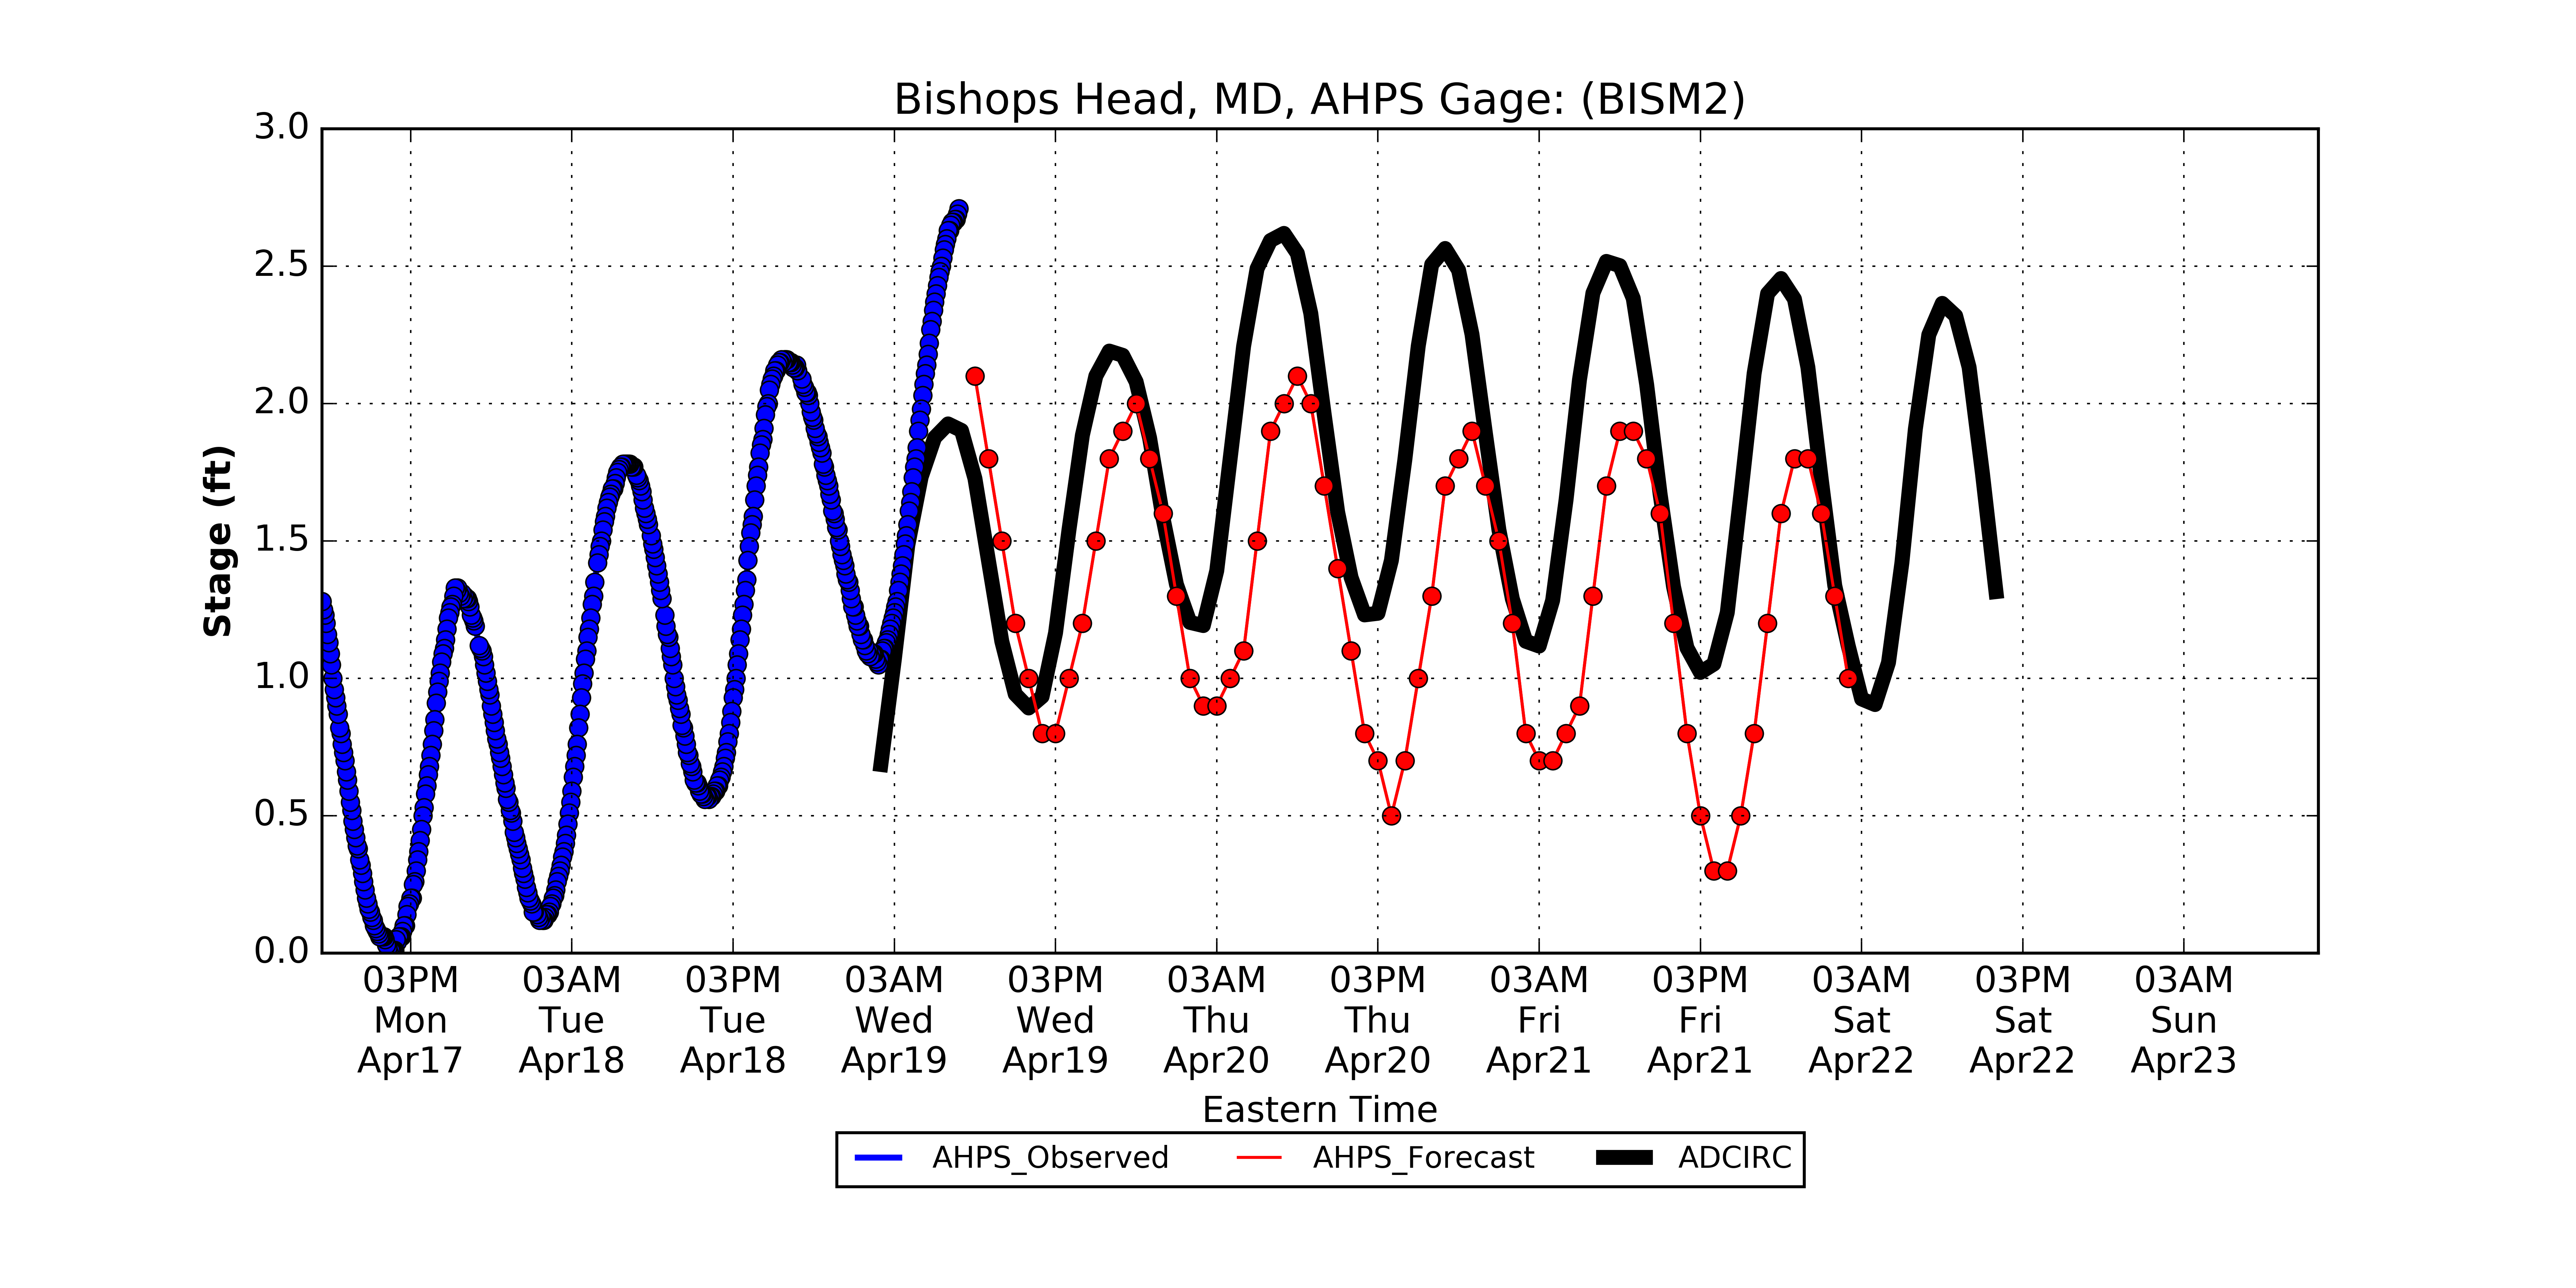 Bishops Head, MD, AHPS Gage: (BISM2)
Stage (ft)
3.0
2.5
2.0
1.5
1.0
0.5
0.0
03PM 03AM 03PM 03AM 03PM 03AM 03PM 03AM 03PM 03AM 03PM 03AM
Mon Tue Tue Wed Wed Thu Thu Fri Fri Sat Sat Sun
Apr17 Apr18 Apr18 Apr19 Apr19 Apr20 Apr20 Apr21 Apr21 Apr22 Apr22 Apr23
Eastern Time
AHPS_Observed AHPS_Forecast ADCIRC